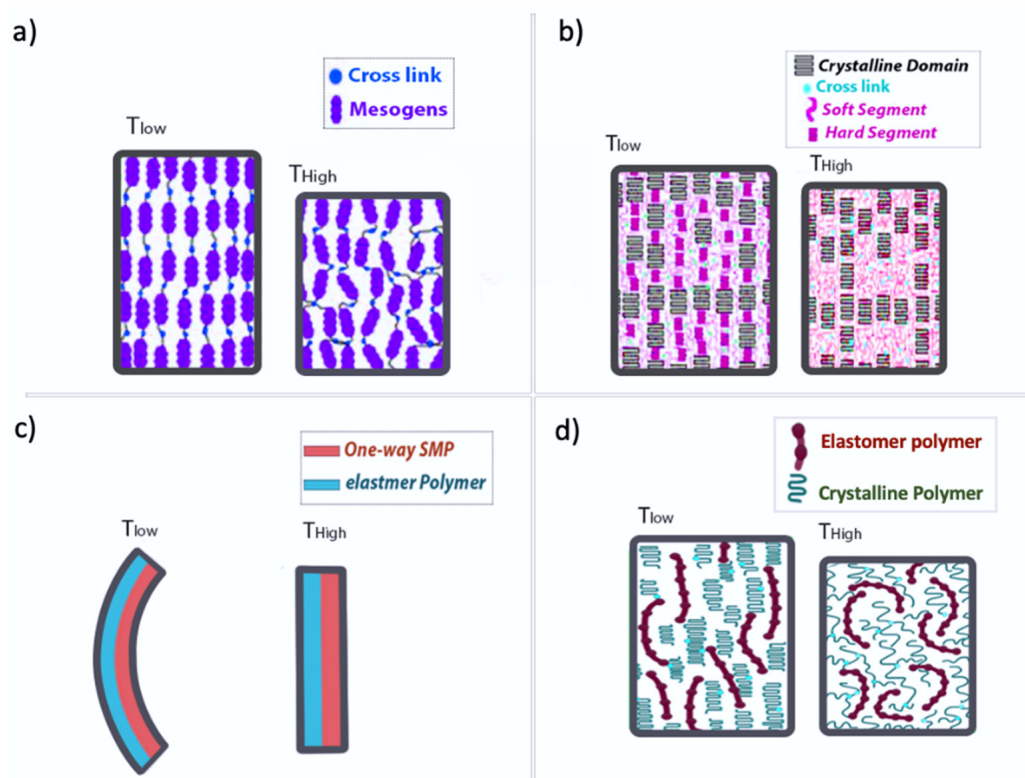 a)
Cross link
Mesogens
Tlow
THigh
b)
Crystalline Domain
Cross link
Soft Segment
Hard Segment
Tlow
THigh
c)
One-way SMP
elastmer Polymer
Tlow
THigh
d)
Elastomer polymer
Crystalline Polymer
Tlow
THigh